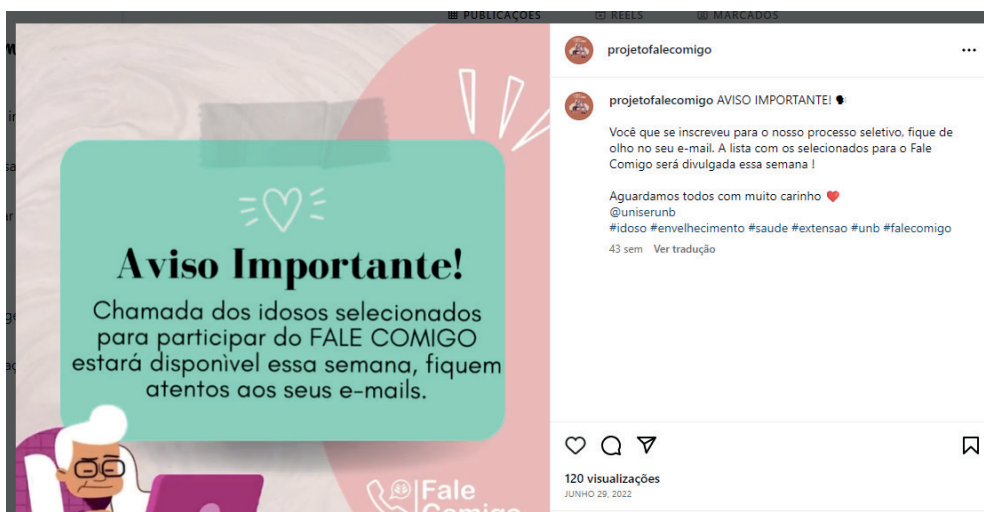 PUBLICAÇÕES
REELS
MARCADOS
Aviso Importante!
Chamada dos idosos selecionados
para participar do FALE COMIGO
estará disponìvel essa semana, fiquem
atentos aos seus e-mails.
Fale
Comigo
projetofalecomigo
projetofalecomigo AVISO IMPORTANTE! 🗣
Você que se inscreveu para o nosso processo seletivo, fique de
olho no seu e-mail. A lista com os selecionados para o Fale
Comigo será divulgada essa semana !
Aguardamos todos com muito carinho ❤️
@uniserunb
#idoso #envelhecimento #saude #extensao #unb #falecomigo
43 sem Ver tradução
120 visualizações
JUNHO 29, 2022